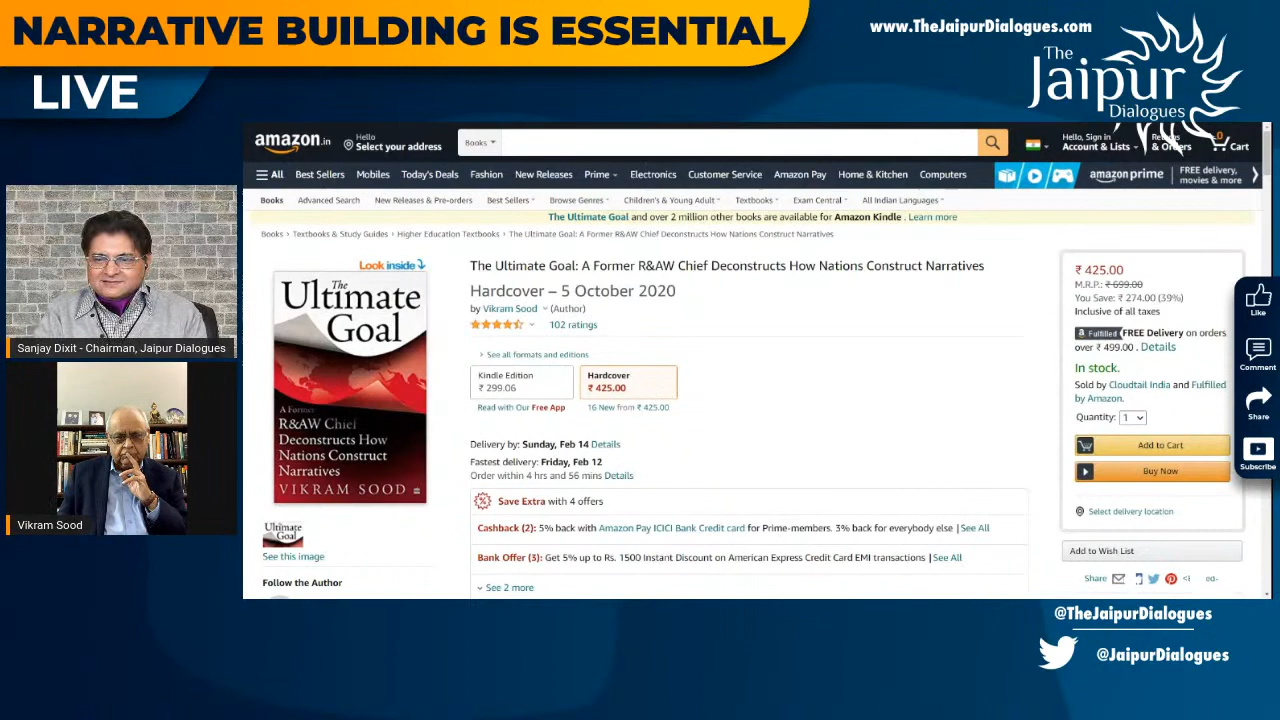 NARRATIVE BUILDING IS ESSENTIAL
LIVE
www.TheJaipurDialogues.com
The
Jaipur
Dialogues
amazon.in
Hello
Select your address
Books
Hello, Sign in
Account & Lists
Returns
& Orders
0
Cart
All Best Sellers Mobiles Today's Deals Fashion New Releases Prime Electronics Customer Service Amazon Pay Home & Kitchen Computers
amazon prime
FREE delivery,
movies & more
Books Advanced Search New Releases & Pre-orders Best Sellers Browse Genres Children's & Young Adult Textbooks Exam Central All Indian Languages
The Ultimate Goal and over 2 million other books are available for Amazon Kindle . Learn more
Books › Textbooks & Study Guides › Higher Education Textbooks › The Ultimate Goal: A Former R&AW Chief Deconstructs How Nations Construct Narratives
Look inside
The
Ultimate
Goal
A Former
R&AW Chief
Deconstructs How
Nations Construct
Narratives
VIKRAM SOOD
Ultimate
Goal
See this image
Follow the Author
The Ultimate Goal: A Former R&AW Chief Deconstructs How Nations Construct Narratives
Hardcover – 5 October 2020
by Vikram Sood (Author)
102 ratings
› See all formats and editions
Kindle Edition
₹ 299.06
Hardcover
₹ 425.00
Read with Our Free App
16 New from ₹ 425.00
Delivery by: Sunday, Feb 14 Details
Fastest delivery: Friday, Feb 12
Order within 4 hrs and 56 mins Details
Save Extra with 4 offers
Cashback (2): 5% back with Amazon Pay ICICI Bank Credit card for Prime-members. 3% back for everybody else | See All
Bank Offer (3): Get 5% up to Rs. 1500 Instant Discount on American Express Credit Card EMI transactions | See All
See 2 more
₹ 425.00
M.R.P.: ₹ 699.00
You Save: ₹ 274.00 (39%)
Inclusive of all taxes
Fulfilled FREE Delivery on orders
over ₹ 499.00 . Details
In stock.
Sold by Cloudtail India and Fulfilled
by Amazon.
Quantity: 1
Add to Cart
Buy Now
Select delivery location
Add to Wish List
Share
Like
Comment
Share
Subscribe
Sanjay Dixit - Chairman, Jaipur Dialogues
Vikram Sood
@TheJaipurDialogues
@JaipurDialogues